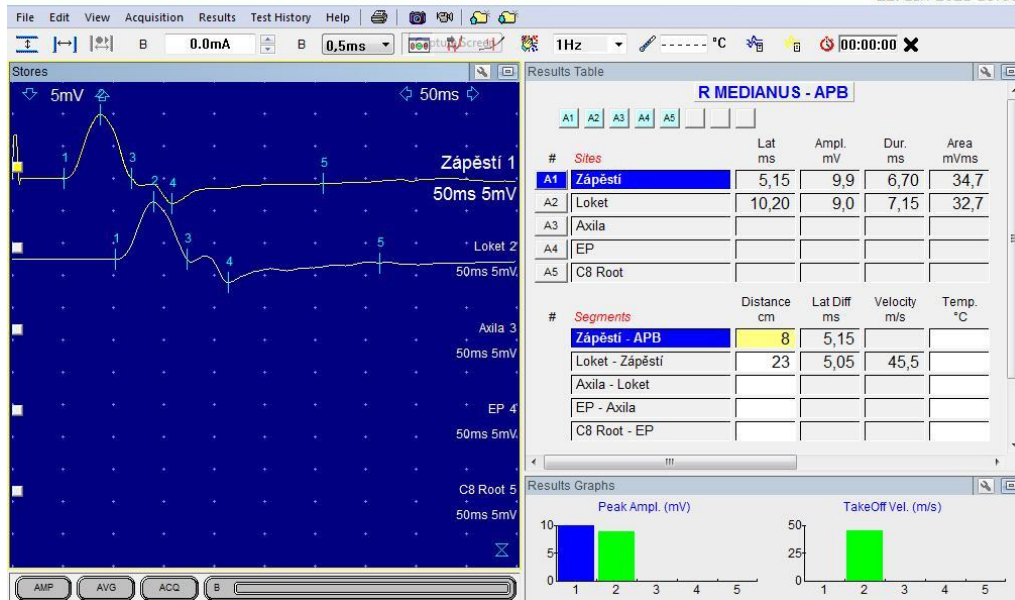 File Edit View Acquisition Results Test History Help
B 0.0mA B 0,5ms 1Hz ------ °C 00:00:00
Stores
5mV 50ms
1 2 3 4 5
Zápěstí 1
50ms 5mV
1 2 3 4 5
Loket 2
50ms 5mV
Axila 3
50ms 5mV
EP 4
50ms 5mV
C8 Root 5
50ms 5mV
AMP AVG ACQ B
Results Table
R MEDIANUS - APB
A1 A2 A3 A4 A5
Lat Ampl. Dur. Area
# Sites ms mV ms mVms
A1 Zápěstí 5,15 9,9 6,70 34,7
A2 Loket 10,20 9,0 7,15 32,7
A3 Axila
A4 EP
A5 C8 Root
Distance Lat Diff Velocity Temp.
# Segments cm ms m/s °C
Zápěstí - APB 8 5,15
Loket - Zápěstí 23 5,05 45,5
Axila - Loket
EP - Axila
C8 Root - EP
Results Graphs
Peak Ampl. (mV)
10
5
0
1 2 3 4 5
TakeOff Vel. (m/s)
50
25
0
1 2 3 4 5